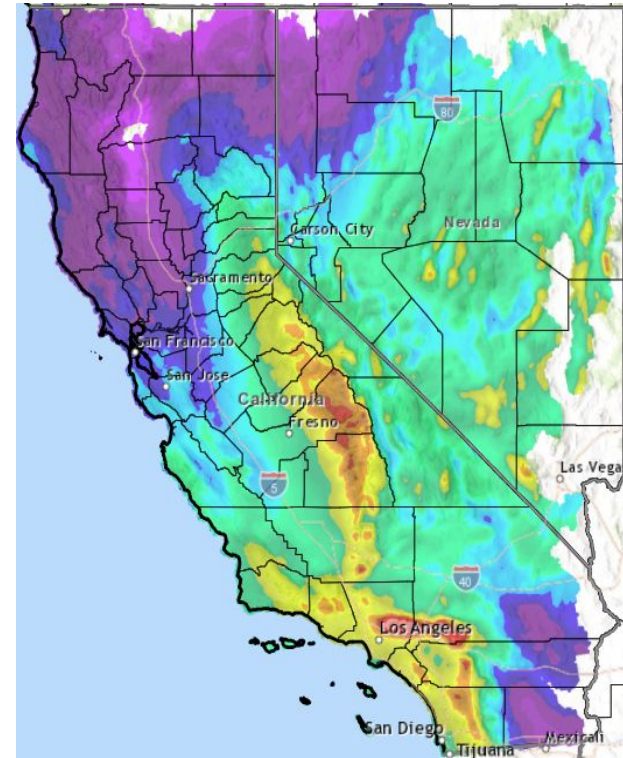 80
Nevada
Carson City
Sacramento
San Francisco
San Jose
California
Fresno
Las Vega
5
40
Los Angeles
San Diego
Tijuana
Mexicali